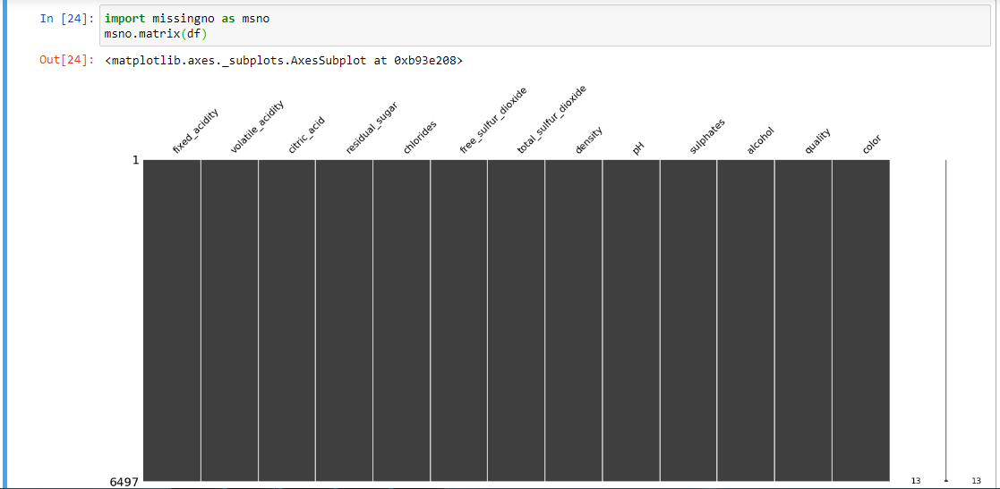 In [24]: import missingno as msno
msno.matrix(df)
Out[24]: <matplotlib.axes._subplots.AxesSubplot at 0xb93e208>
fixed_acidity
volatile_acidity
citric_acid
residual_sugar
chlorides
free_sulfur_dioxide
total_sulfur_dioxide
density
pH
sulphates
alcohol
quality
color
1
6497
13
13